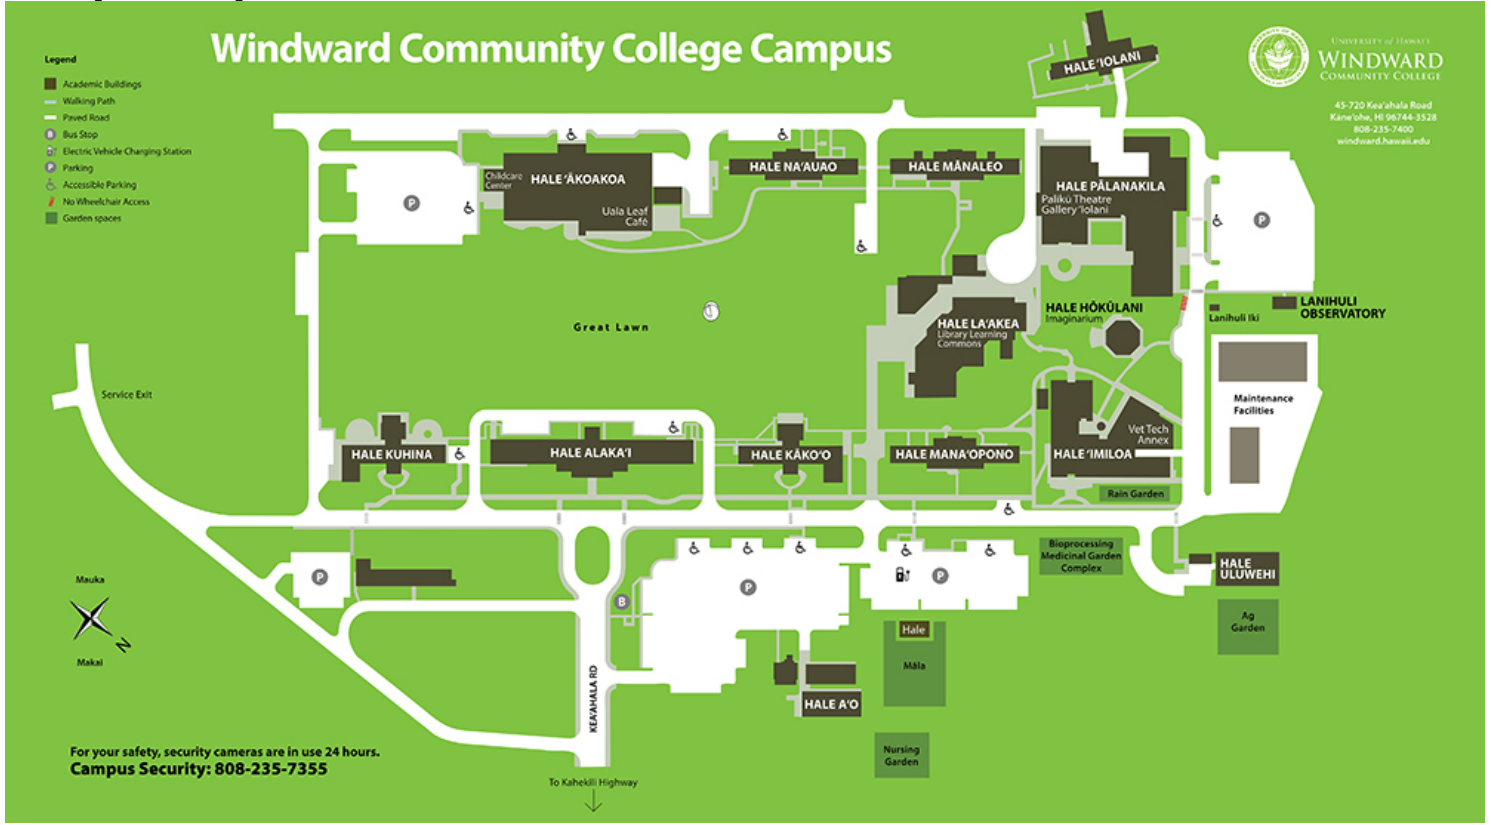 Windward Community College Campus
UNIVERSITY of HAWAI'I
WINDWARD
COMMUNITY COLLEGE
45-720 Kea'ahala Road
Kāne'ohe, HI 96744-3528
808-235-7400
windward.hawaii.edu
Legend
Academic Buildings
Walking Path
Paved Road
B Bus Stop
Electric Vehicle Charging Station
P Parking
Accessible Parking
No Wheelchair Access
Garden spaces
HALE 'IOLANI
Childcare
Center
HALE 'ĀKOAKOA
Uala Leaf
Café
HALE NA'AUAO
HALE MĀNALEO
HALE PĀLANAKILA
Palikū Theatre
Gallery 'Iolani
P
P
Great Lawn
HALE LA'AKEA
Library Learning
Commons
HALE HŌKŪLANI
Imaginarium
Lanihuli Iki
LANIHULI
OBSERVATORY
Maintenance
Facilities
Service Exit
HALE KUHINA
HALE ALAKA'I
HALE KĀKO'O
HALE MANA'OPONO
HALE 'IMILOA
Vet Tech
Annex
Rain Garden
Bioprocessing
Medicinal Garden
Complex
HALE
ULUWEHI
Ag
Garden
P
B
P
P
Hale
Māla
HALE A'O
Nursing
Garden
KEA'AHALA RD
To Kahekili Highway
Mauka
N
Makai
For your safety, security cameras are in use 24 hours.
Campus Security: 808-235-7355